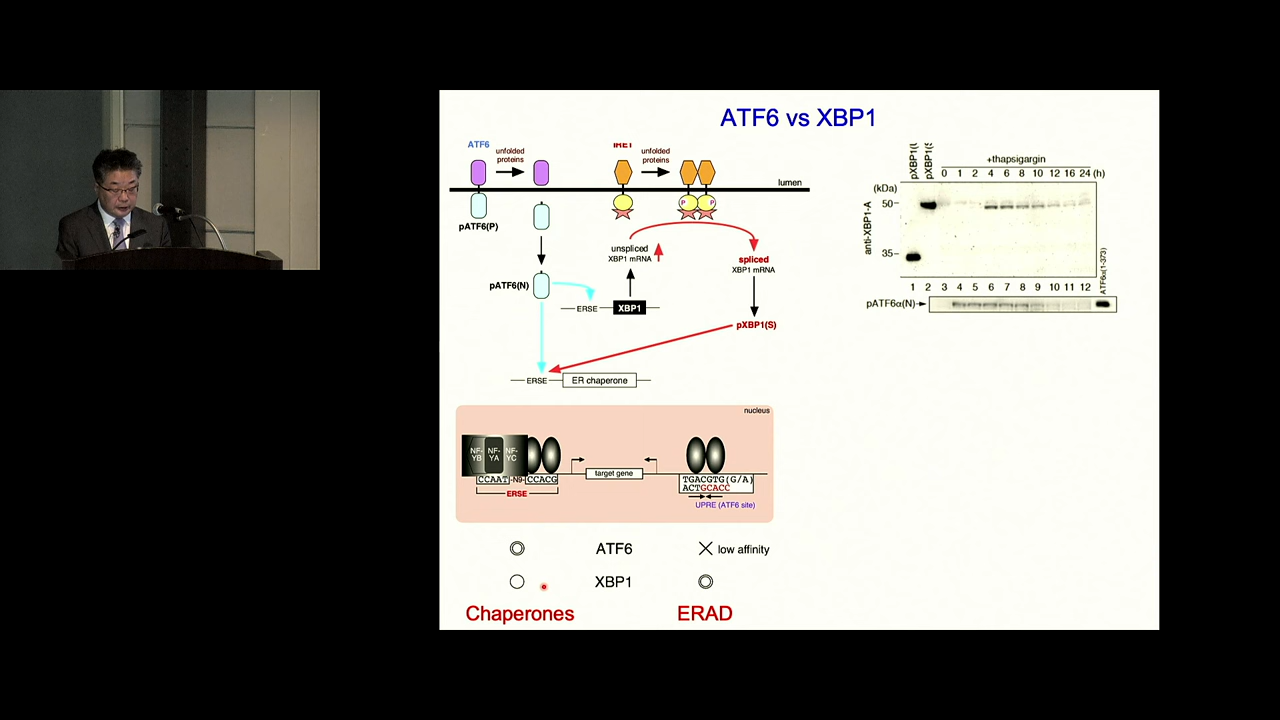 ATF6 vs XBP1
ATF6
unfolded
proteins
IRE1
unfolded
proteins
lumen
P
P
pATF6(P)
unspliced
XBP1 mRNA
spliced
XBP1 mRNA
pATF6(N)
ERSE
XBP1
pXBP1(S)
ERSE
ER chaperone
nucleus
NF-
YB
NF-
YA
NF-
YC
CCAAT-N9-CCACG
ERSE
target gene
TGACGTG(G/A)
ACTGCACC
UPRE (ATF6 site)
ATF6
low affinity
XBP1
Chaperones
ERAD
pXBP1(U
pXBP1(S
+thapsigargin
0 1 2 4 6 8 10 12 16 24 (h)
(kDa)
50
35
anti-XBP1-A
1 2 3 4 5 6 7 8 9 10 11 12
pATF6α(N)
ATF6α(1-373)